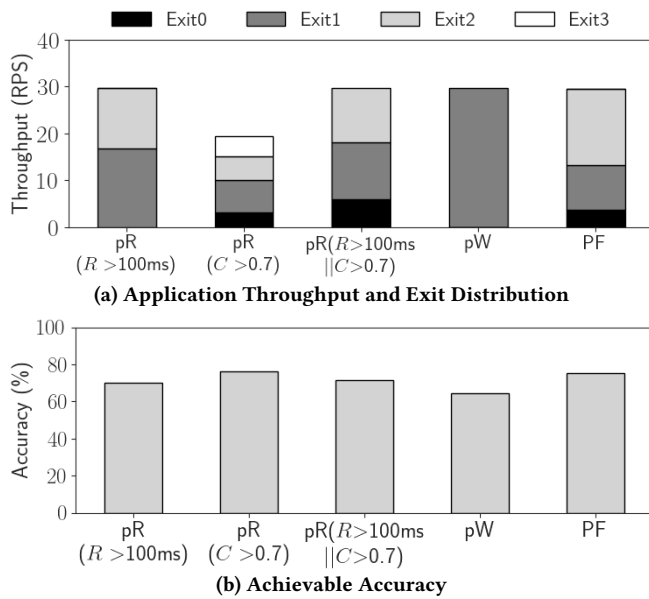 Exit0 Exit1 Exit2 Exit3
Throughput (RPS)
40
30
20
10
0
pR pR pR(R>100ms pW PF
(R >100ms) (C >0.7) ||C>0.7)
(a) Application Throughput and Exit Distribution
Accuracy (%)
100
80
60
40
20
0
pR pR pR(R>100ms pW PF
(R >100ms) (C >0.7) ||C>0.7)
(b) Achievable Accuracy